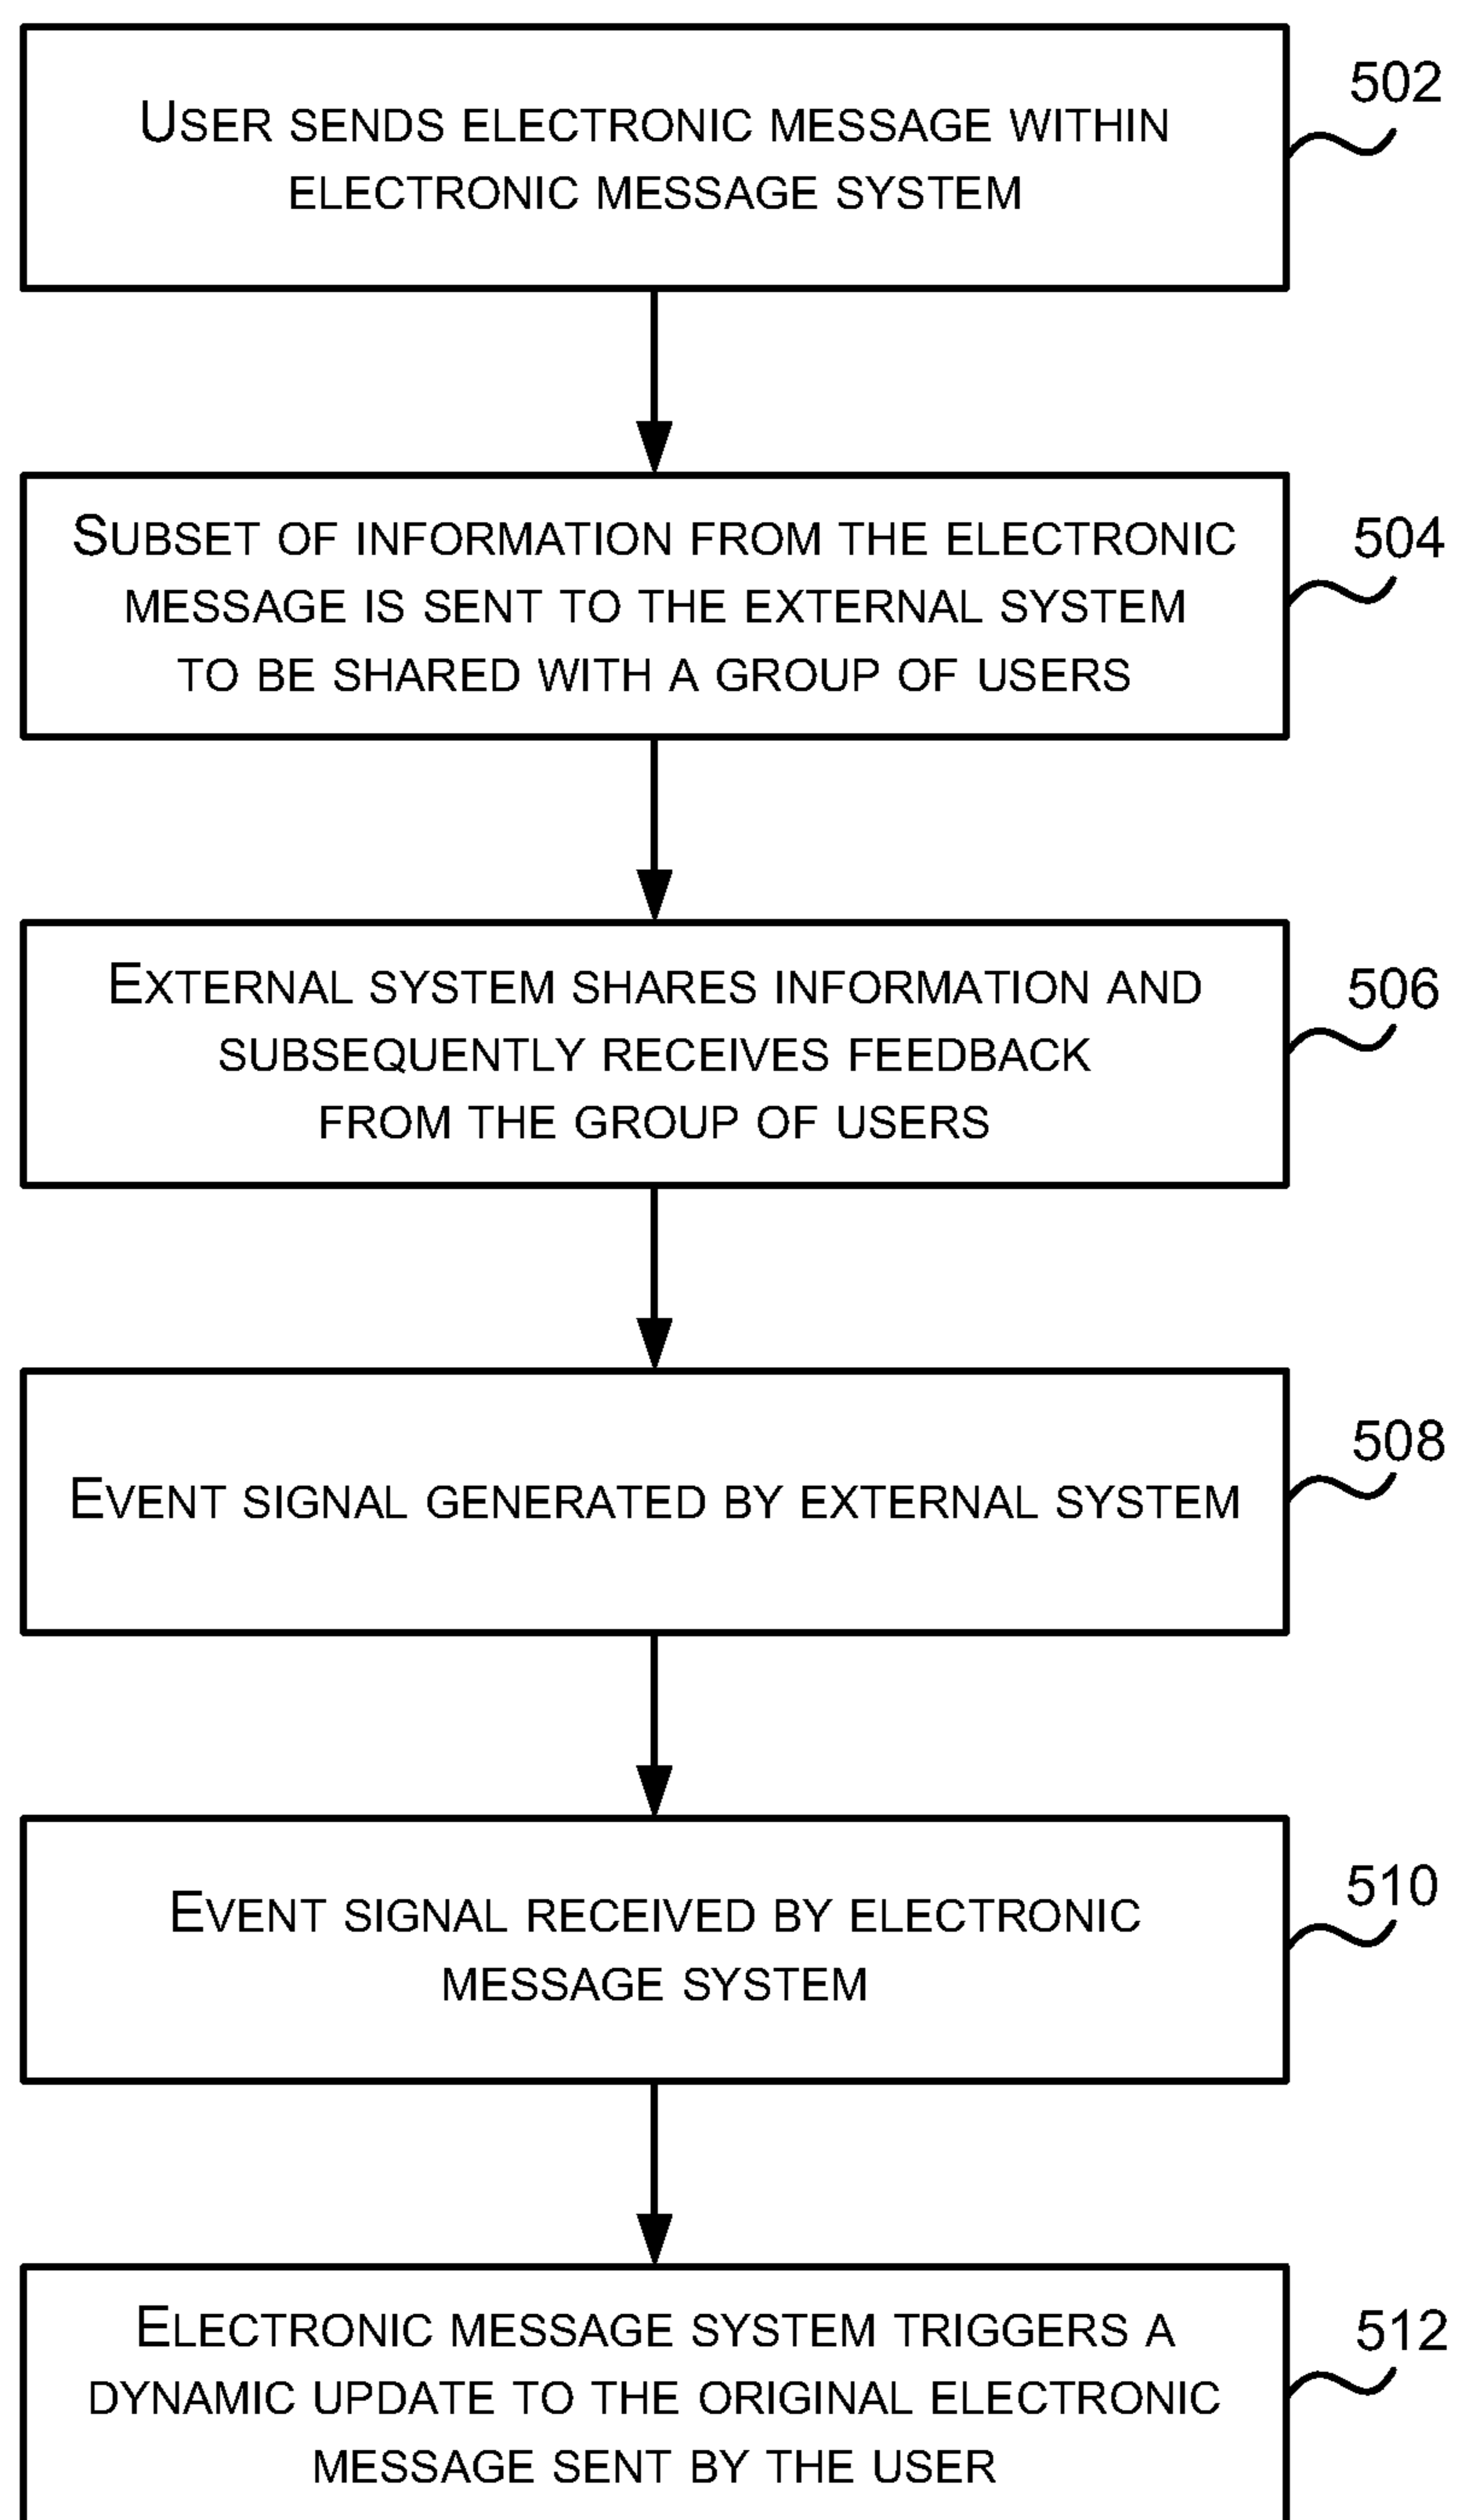 USER SENDS ELECTRONIC MESSAGE WITHIN
ELECTRONIC MESSAGE SYSTEM
502
SUBSET OF INFORMATION FROM THE ELECTRONIC
MESSAGE IS SENT TO THE EXTERNAL SYSTEM
TO BE SHARED WITH A GROUP OF USERS
504
EXTERNAL SYSTEM SHARES INFORMATION AND
SUBSEQUENTLY RECEIVES FEEDBACK
FROM THE GROUP OF USERS
506
EVENT SIGNAL GENERATED BY EXTERNAL SYSTEM
508
EVENT SIGNAL RECEIVED BY ELECTRONIC
MESSAGE SYSTEM
510
ELECTRONIC MESSAGE SYSTEM TRIGGERS A
DYNAMIC UPDATE TO THE ORIGINAL ELECTRONIC
MESSAGE SENT BY THE USER
512